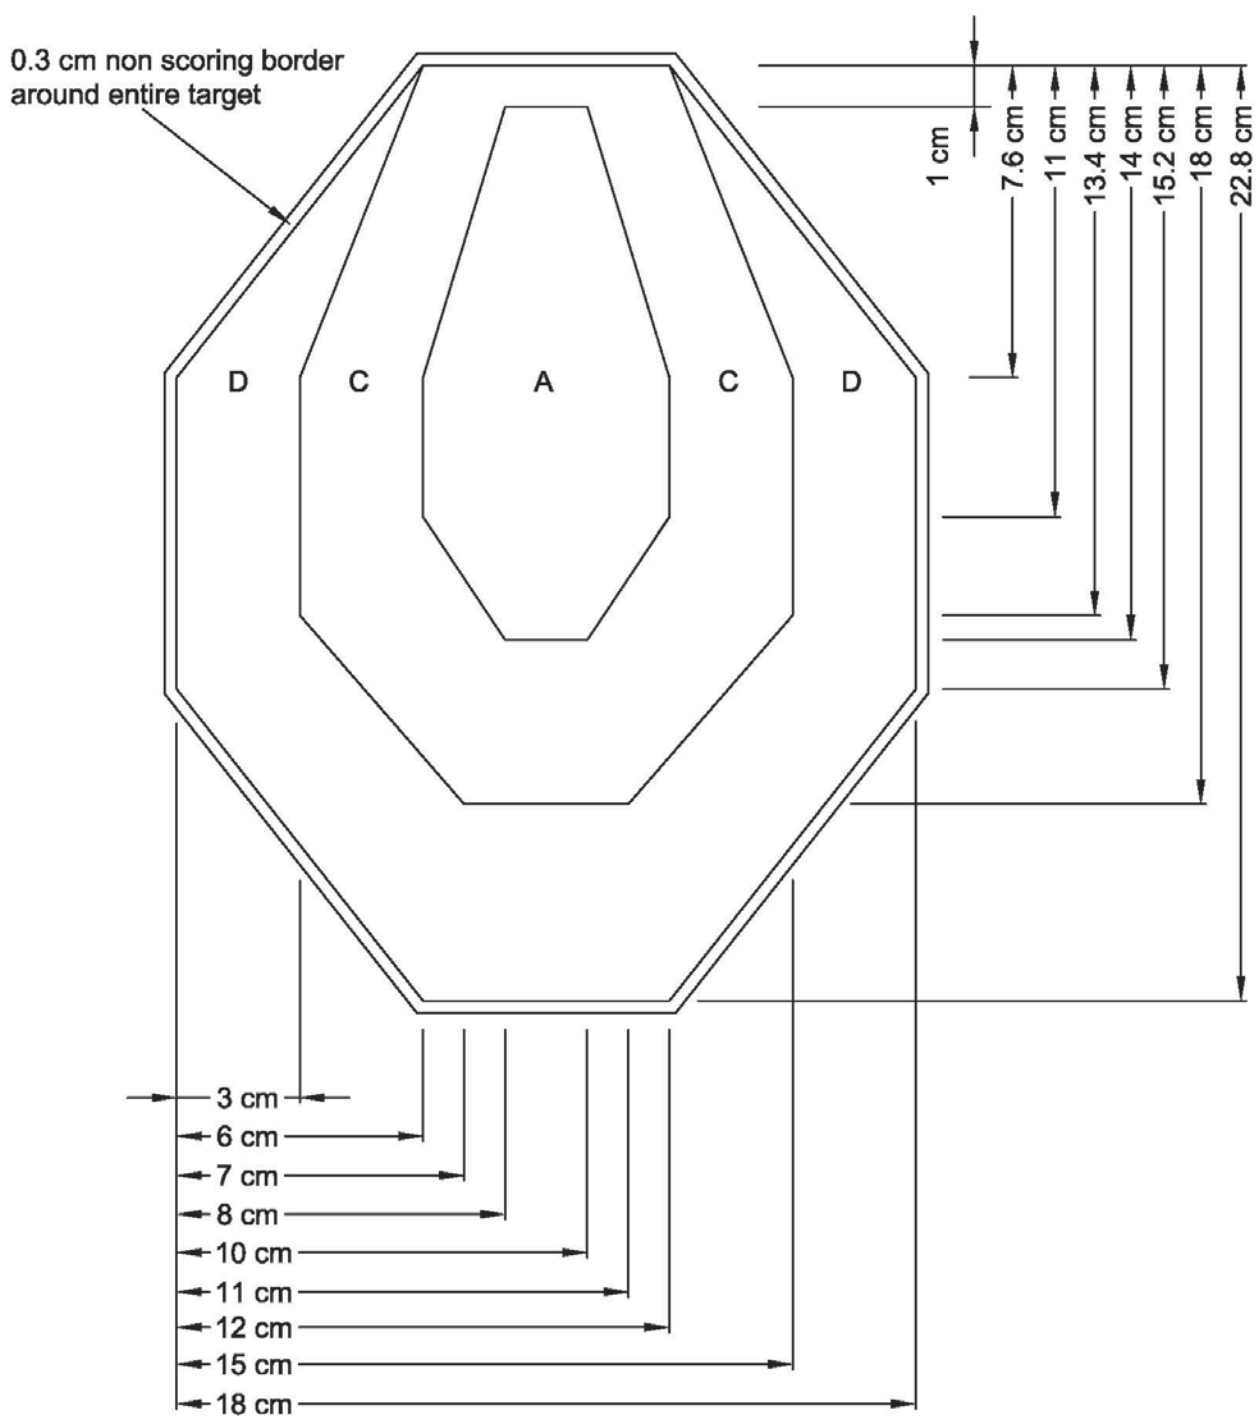 0.3 cm non scoring border
around entire target
1 cm
7.6 cm
11 cm
13.4 cm
14 cm
15.2 cm
18 cm
22.8 cm
D
C
A
C
D
3 cm
6 cm
7 cm
8 cm
10 cm
11 cm
12 cm
15 cm
18 cm